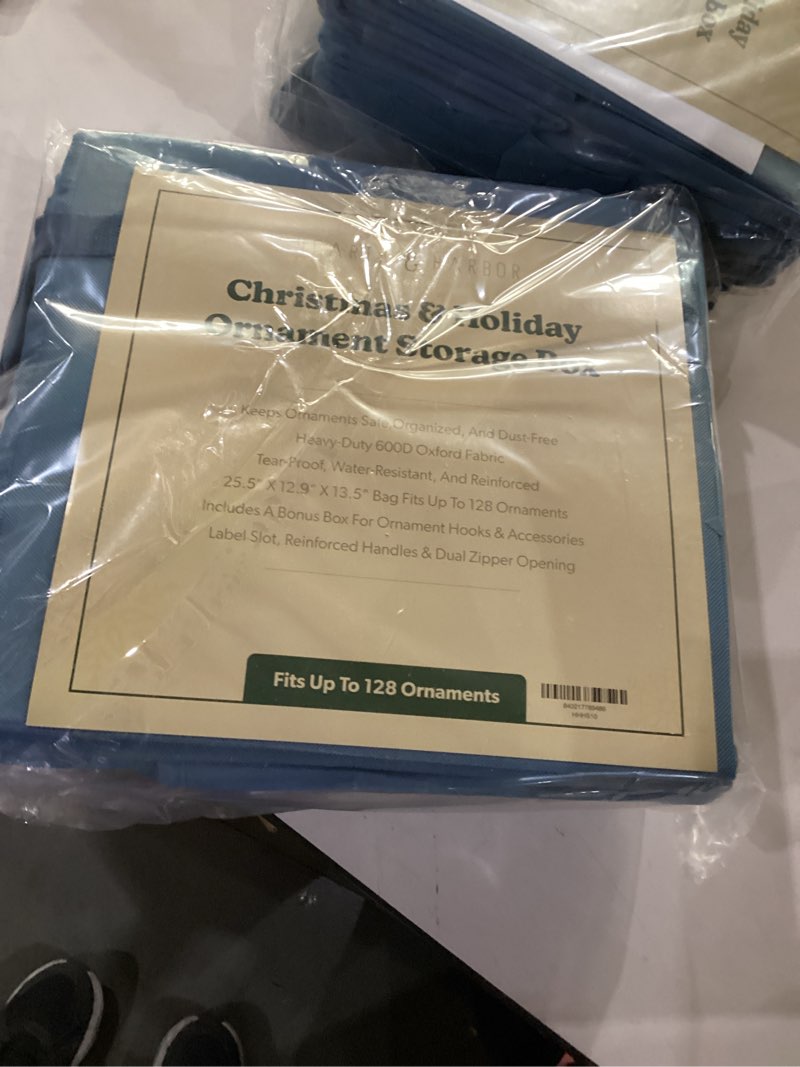 & HARBOR
Christmas & Holiday
Ornament Storage Box
Keeps Ornaments Safe, Organized, And Dust-Free
Heavy-Duty 600D Oxford Fabric
Tear-Proof, Water-Resistant, And Reinforced
25.5" X 12.9" X 13.5" Bag Fits Up To 128 Ornaments
Includes A Bonus Box For Ornament Hooks & Accessories
Label Slot, Reinforced Handles & Dual Zipper Opening
Fits Up To 128 Ornaments
box